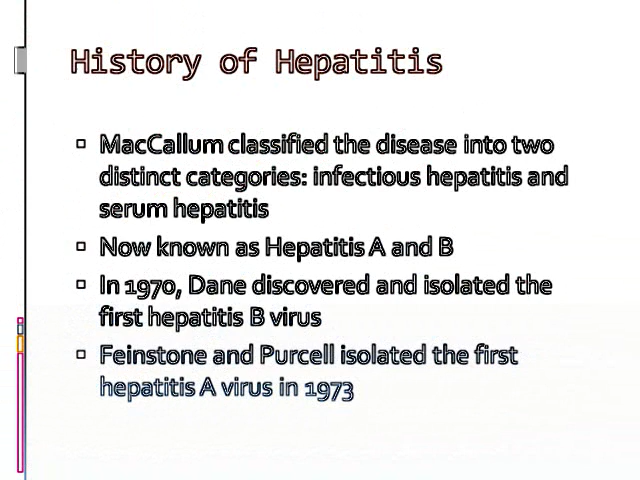 History of Hepatitis
MacCallum classified the disease into two
distinct categories: infectious hepatitis and
serum hepatitis
Now known as Hepatitis A and B
In 1970, Dane discovered and isolated the
first hepatitis B virus
Feinstone and Purcell isolated the first
hepatitis A virus in 1973